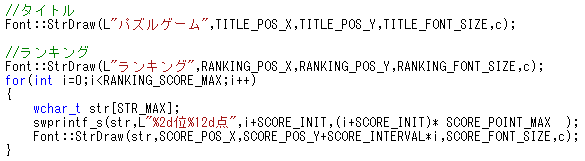 //タイトル
Font::StrDraw(L"パズルゲーム",TITLE_POS_X,TITLE_POS_Y,TITLE_FONT_SIZE,c);
//ランキング
Font::StrDraw(L"ランキング",RANKING_POS_X,RANKING_POS_Y,RANKING_FONT_SIZE,c);
for(int i=0;i<RANKING_SCORE_MAX;i++)
{
wchar_t str[STR_MAX];
swprintf_s(str,L"%2d位%12d点",i+SCORE_INIT,(i+SCORE_INIT)* SCORE_POINT_MAX  );
Font::StrDraw(str,SCORE_POS_X,SCORE_POS_Y+SCORE_INTERVAL*i,SCORE_FONT_SIZE,c);
}